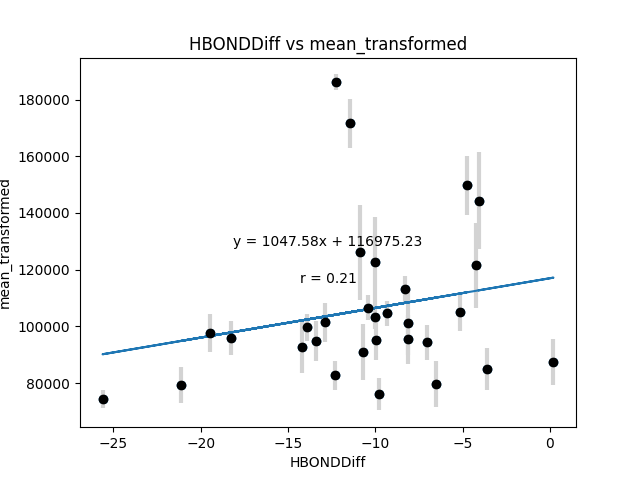 HBONDDiff vs mean_transformed
180000
160000
140000
120000
100000
80000
mean_transformed
y = 1047.58x + 116975.23
r = 0.21
−25
−20
−15
−10
−5
0
HBONDDiff